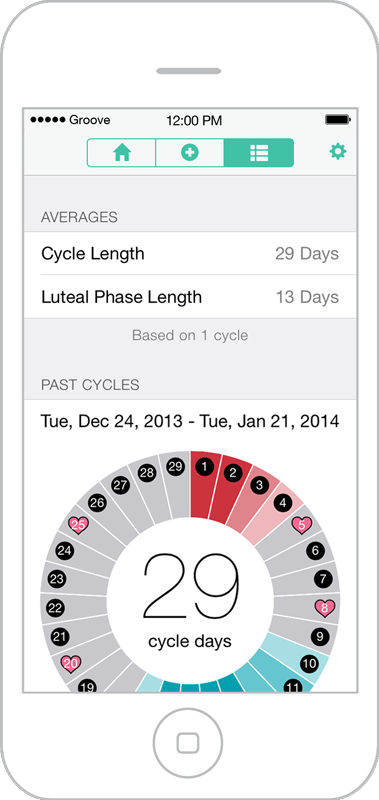 Groove 12:00 PM
AVERAGES
Cycle Length 29 Days
Luteal Phase Length 13 Days
Based on 1 cycle
PAST CYCLES
Tue, Dec 24, 2013 - Tue, Jan 21, 2014
1
2
3
4
5
6
7
8
9
10
11
19
20
21
22
23
24
25
26
27
28
29
29
cycle days